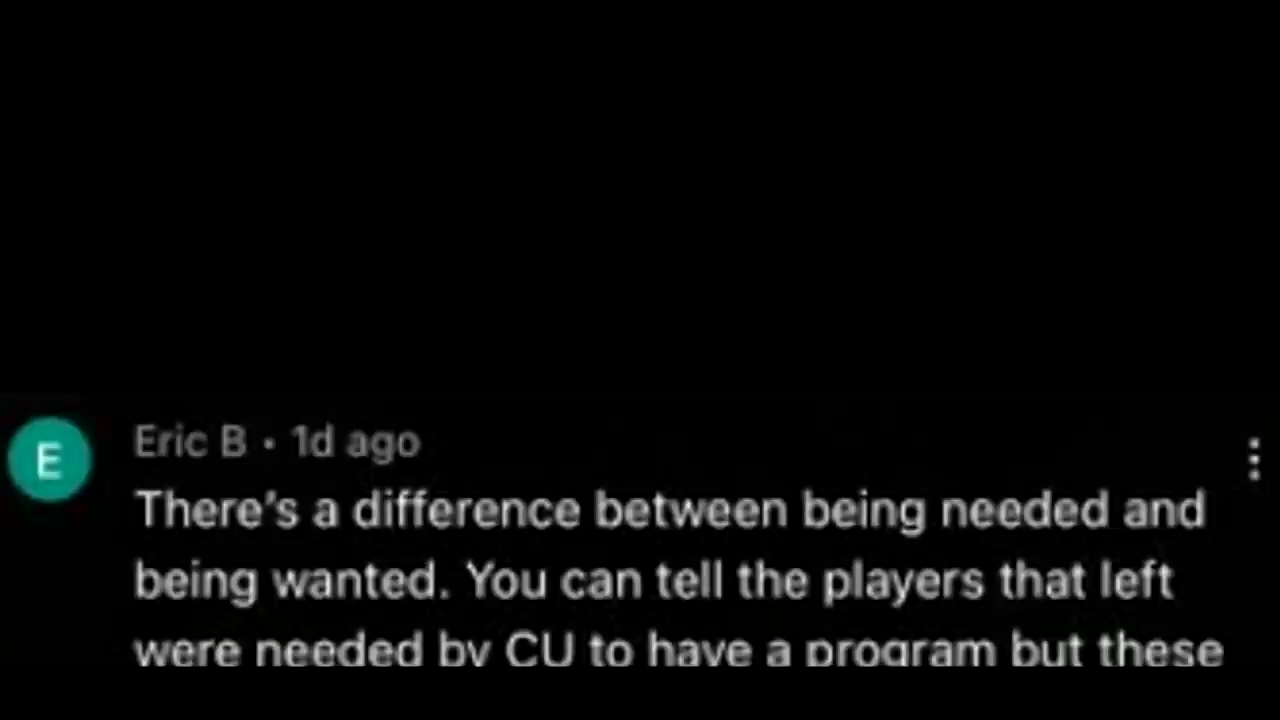 E
Eric B • 1d ago
There's a difference between being needed and
being wanted. You can tell the players that left
were needed by CU to have a program but these